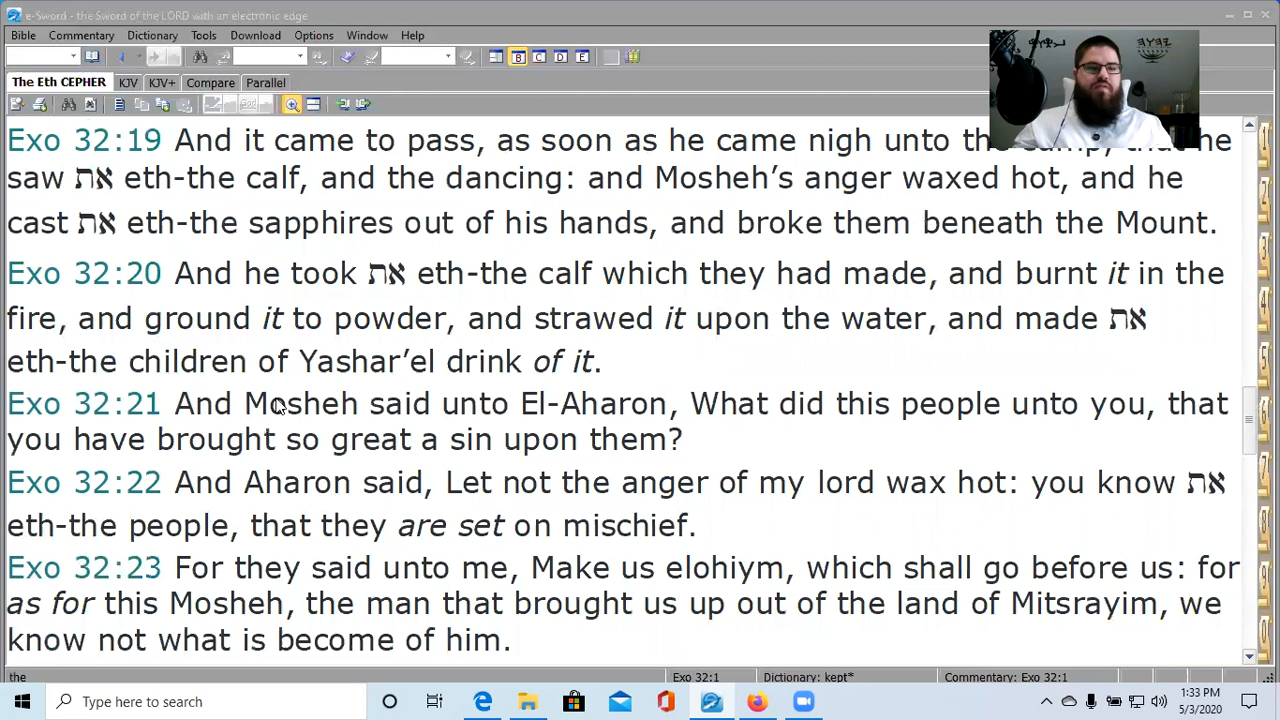 e-Sword - the Sword of the LORD with an electronic edge
Bible Commentary Dictionary Tools Options Download Window Help
B C D E
The Eth CEPHER KJV KJV+ Compare Parallel
Exo 32:19 And it came to pass, as soon as he came nigh unto the camp, that he
saw את eth-the calf, and the dancing: and Mosheh’s anger waxed hot, and he
cast את eth-the sapphires out of his hands, and broke them beneath the Mount.
Exo 32:20 And he took את eth-the calf which they had made, and burnt it in the
fire, and ground it to powder, and strawed it upon the water, and made את
eth-the children of Yashar’el drink of it.
Exo 32:21 And Mosheh said unto El-Aharon, What did this people unto you, that
you have brought so great a sin upon them?
Exo 32:22 And Aharon said, Let not the anger of my lord wax hot: you know את
eth-the people, that they are set on mischief.
Exo 32:23 For they said unto me, Make us elohiym, which shall go before us: for
as for this Mosheh, the man that brought us up out of the land of Mitsrayim, we
know not what is become of him.
the Exo 32:1 Dictionary: kept* Commentary: Exo 32:1
Type here to search
1:33 PM
5/3/2020